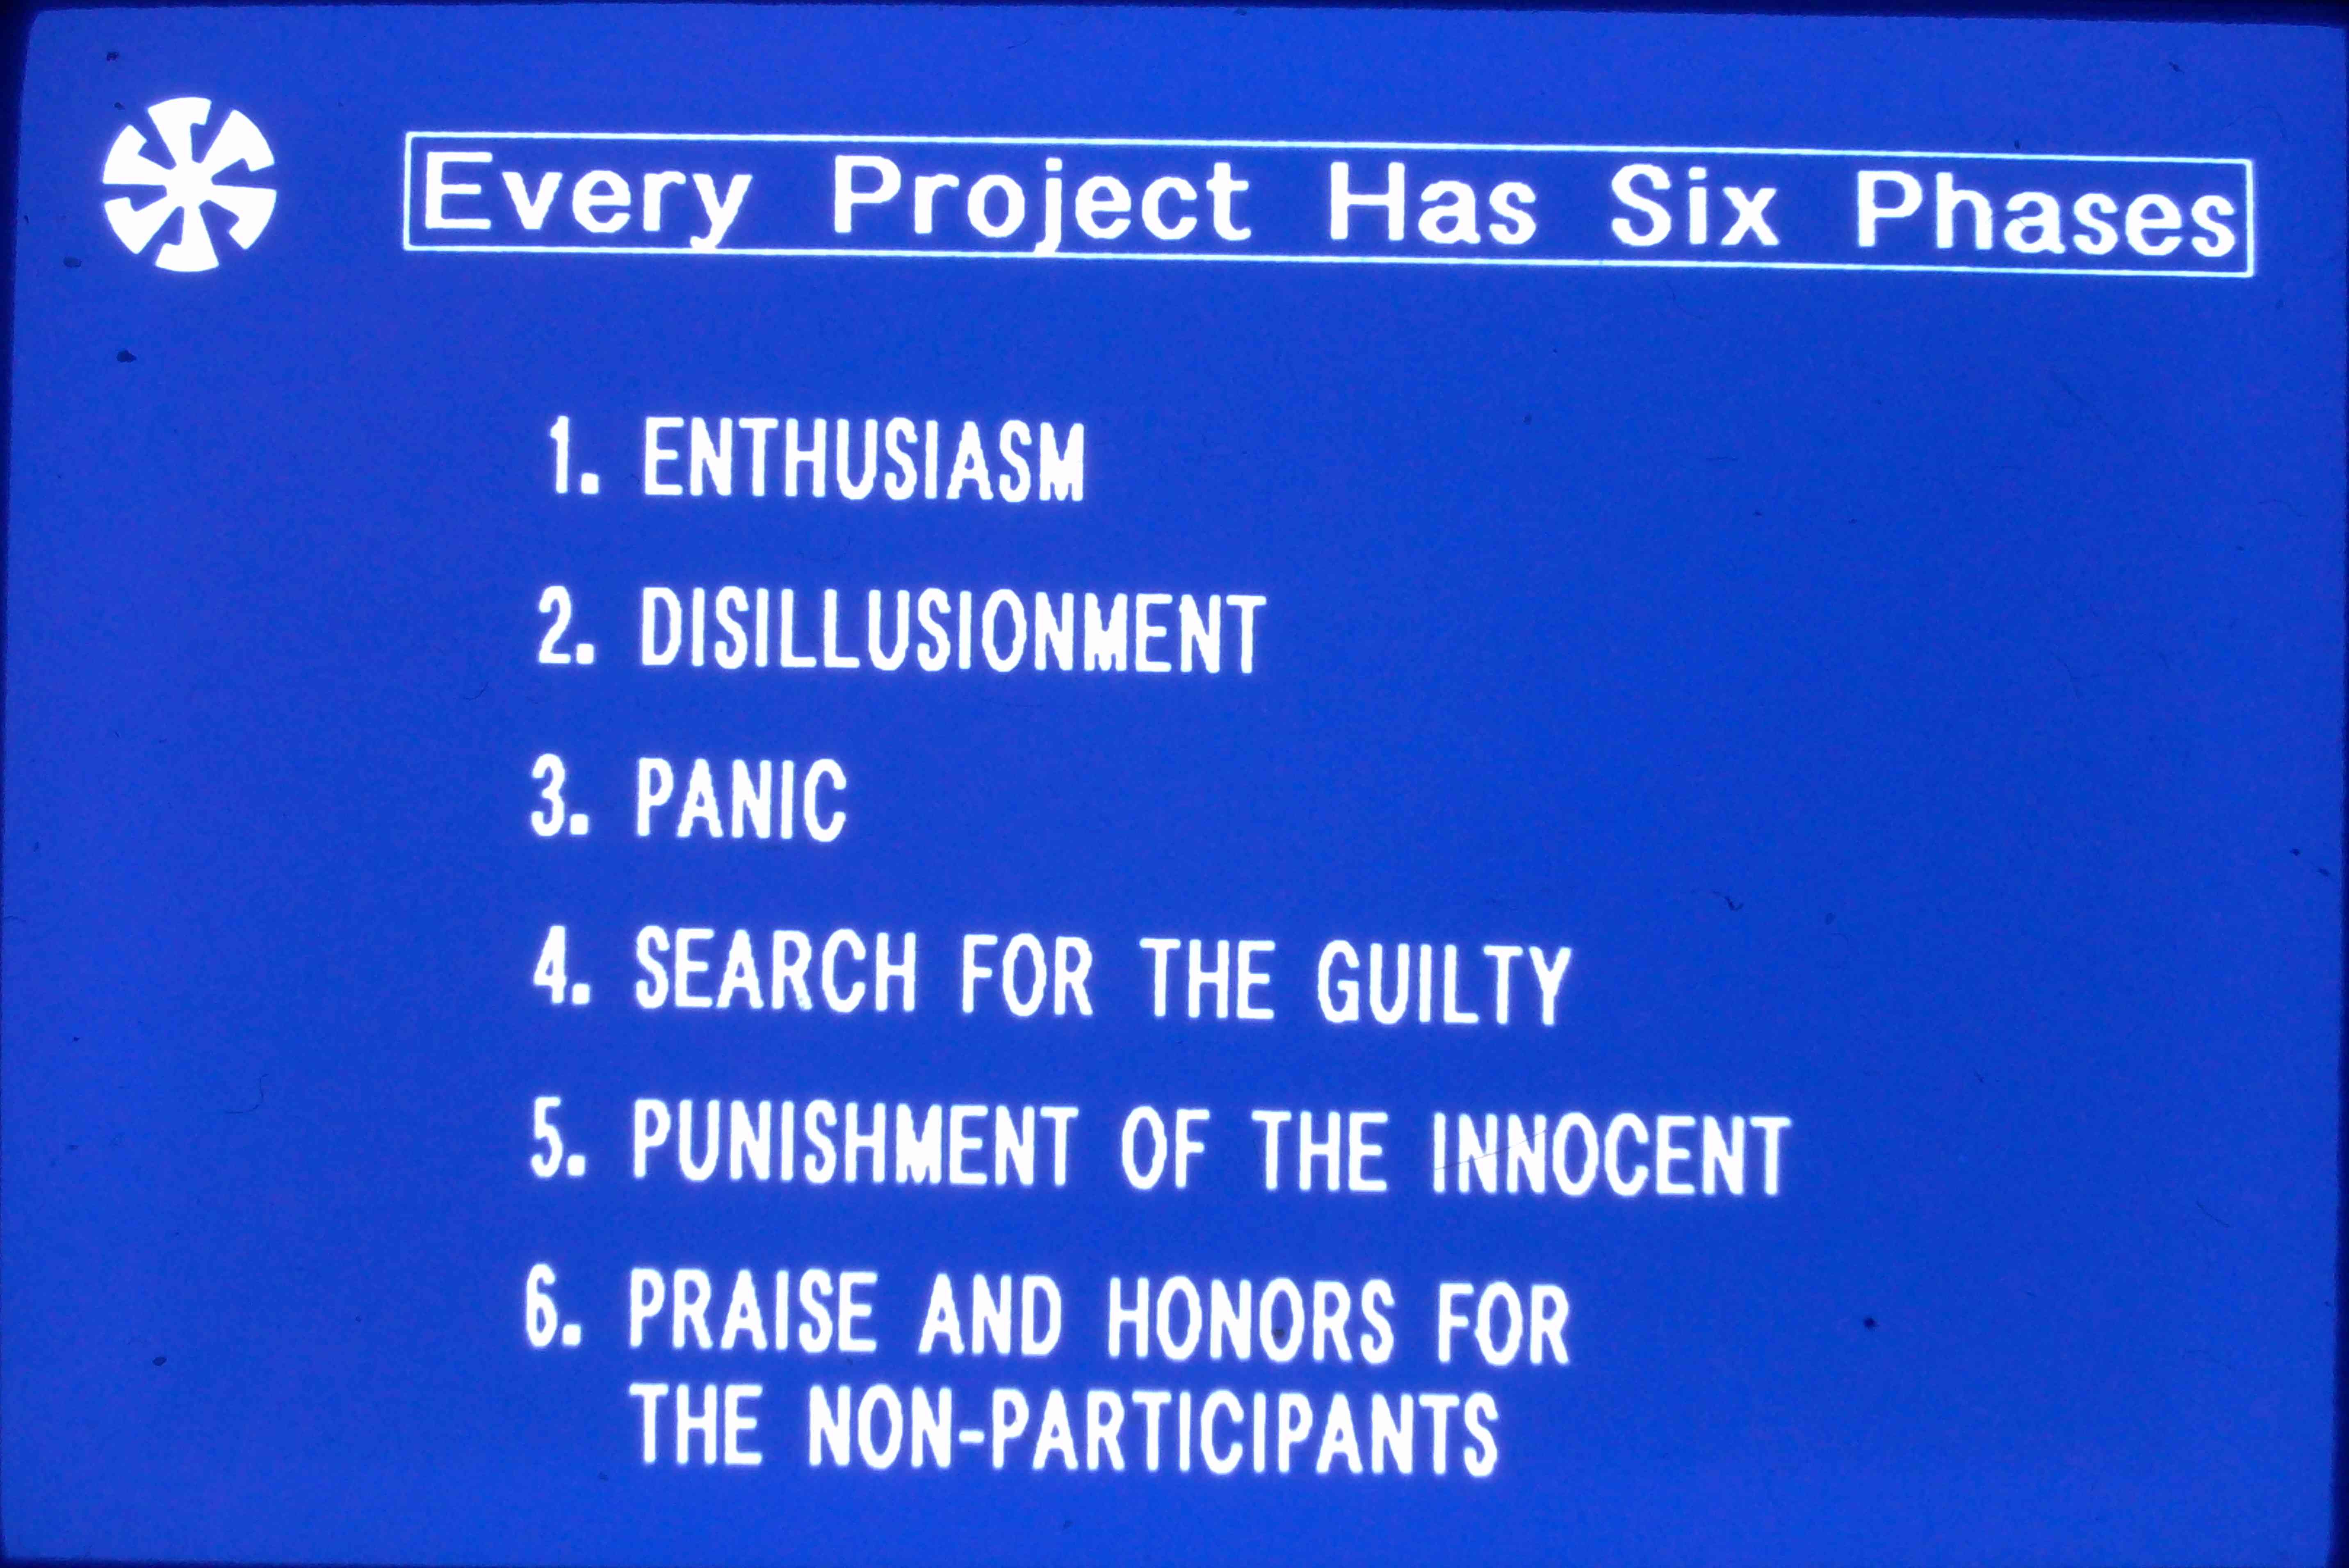 Every Project Has Six Phases
1. ENTHUSIASM
2. DISILLUSIONMENT
3. PANIC
4. SEARCH FOR THE GUILTY
5. PUNISHMENT OF THE INNOCENT
6. PRAISE AND HONORS FOR
THE NON-PARTICIPANTS